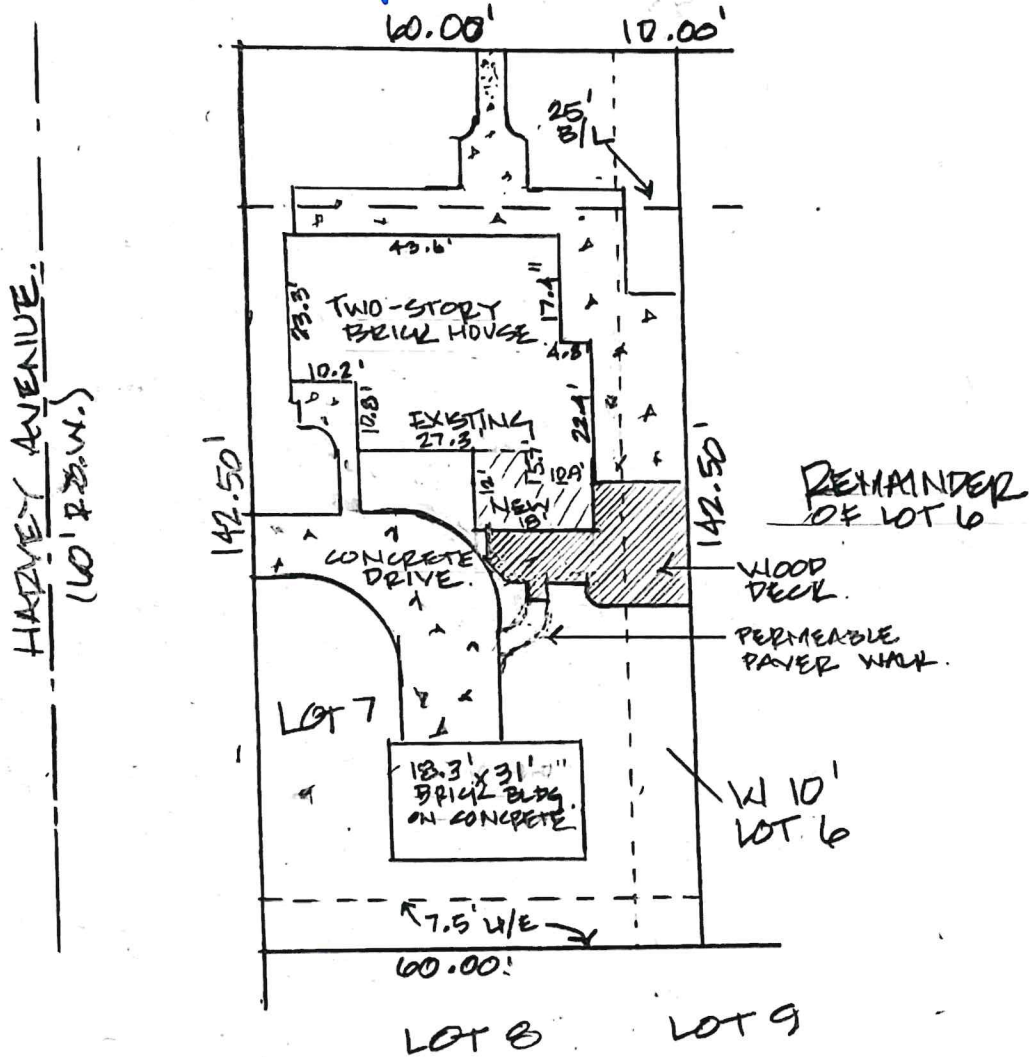 60.00' 10.00'
25'
B/L
43.6'
TWO-STORY
BRICK HOUSE
17.4"
4.8'
10.2'
10.8'
EXISTING
27.3'
22.4'
12'
15.7'
NEW
18'
142.50'
HARVEY AVENUE.
(60' R.O.W.)
CONCRETE
DRIVE.
142.50'
REMAINDER
OF LOT 6
WOOD
DECK.
PERMEABLE
PAVER WALK.
LOT 7
18.3' x 31'
BRICK BLDG.
ON CONCRETE
W 10'
LOT 6
7.5' U/E
60.00'
LOT 8 LOT 9